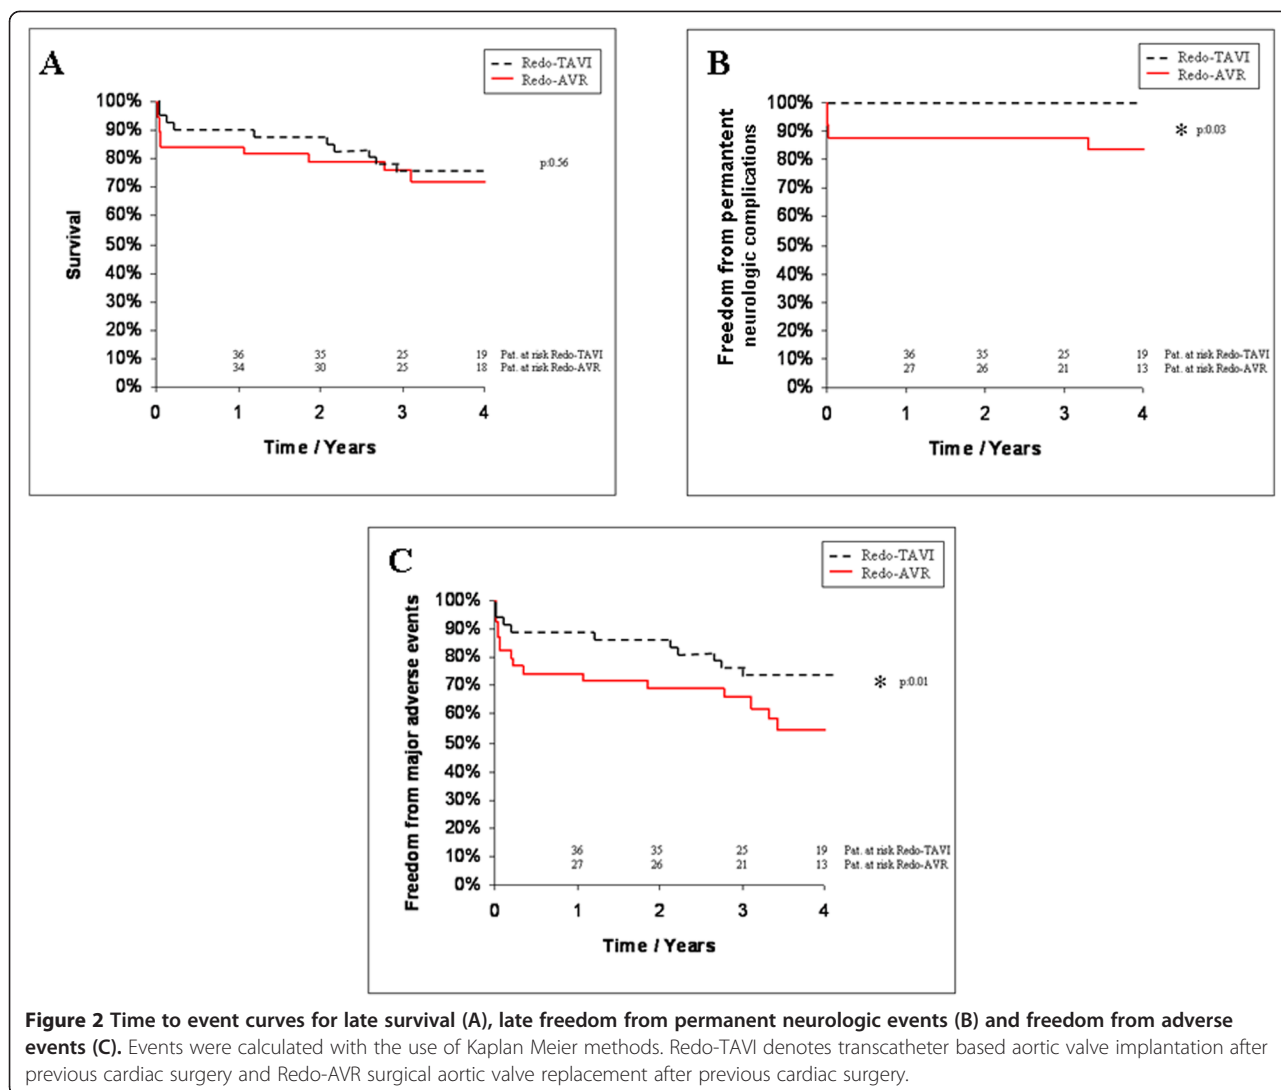 A
Redo-TAVI
Redo-AVR
100%
90%
80%
70%
60%
50%
40%
30%
20%
10%
0%
Survival
p:0.56
36 35 25 19 Pat. at risk Redo-TAVI
34 30 25 18 Pat. at risk Redo-AVR
0 1 2 3 4
Time / Years
B
Redo-TAVI
Redo-AVR
100%
90%
80%
70%
60%
50%
40%
30%
20%
10%
0%
Freedom from permantent
neurologic complications
* p:0.03
36 35 25 19 Pat. at risk Redo-TAVI
27 26 21 13 Pat. at risk Redo-AVR
0 1 2 3 4
Time / Years
C
Redo-TAVI
Redo-AVR
100%
90%
80%
70%
60%
50%
40%
30%
20%
10%
0%
Freedom from major adverse events
* p:0.01
36 35 25 19 Pat. at risk Redo-TAVI
27 26 21 13 Pat. at risk Redo-AVR
0 1 2 3 4
Time / Years
Figure 2 Time to event curves for late survival (A), late freedom from permanent neurologic events (B) and freedom from adverse
events (C). Events were calculated with the use of Kaplan Meier methods. Redo-TAVI denotes transcatheter based aortic valve implantation after
previous cardiac surgery and Redo-AVR surgical aortic valve replacement after previous cardiac surgery.